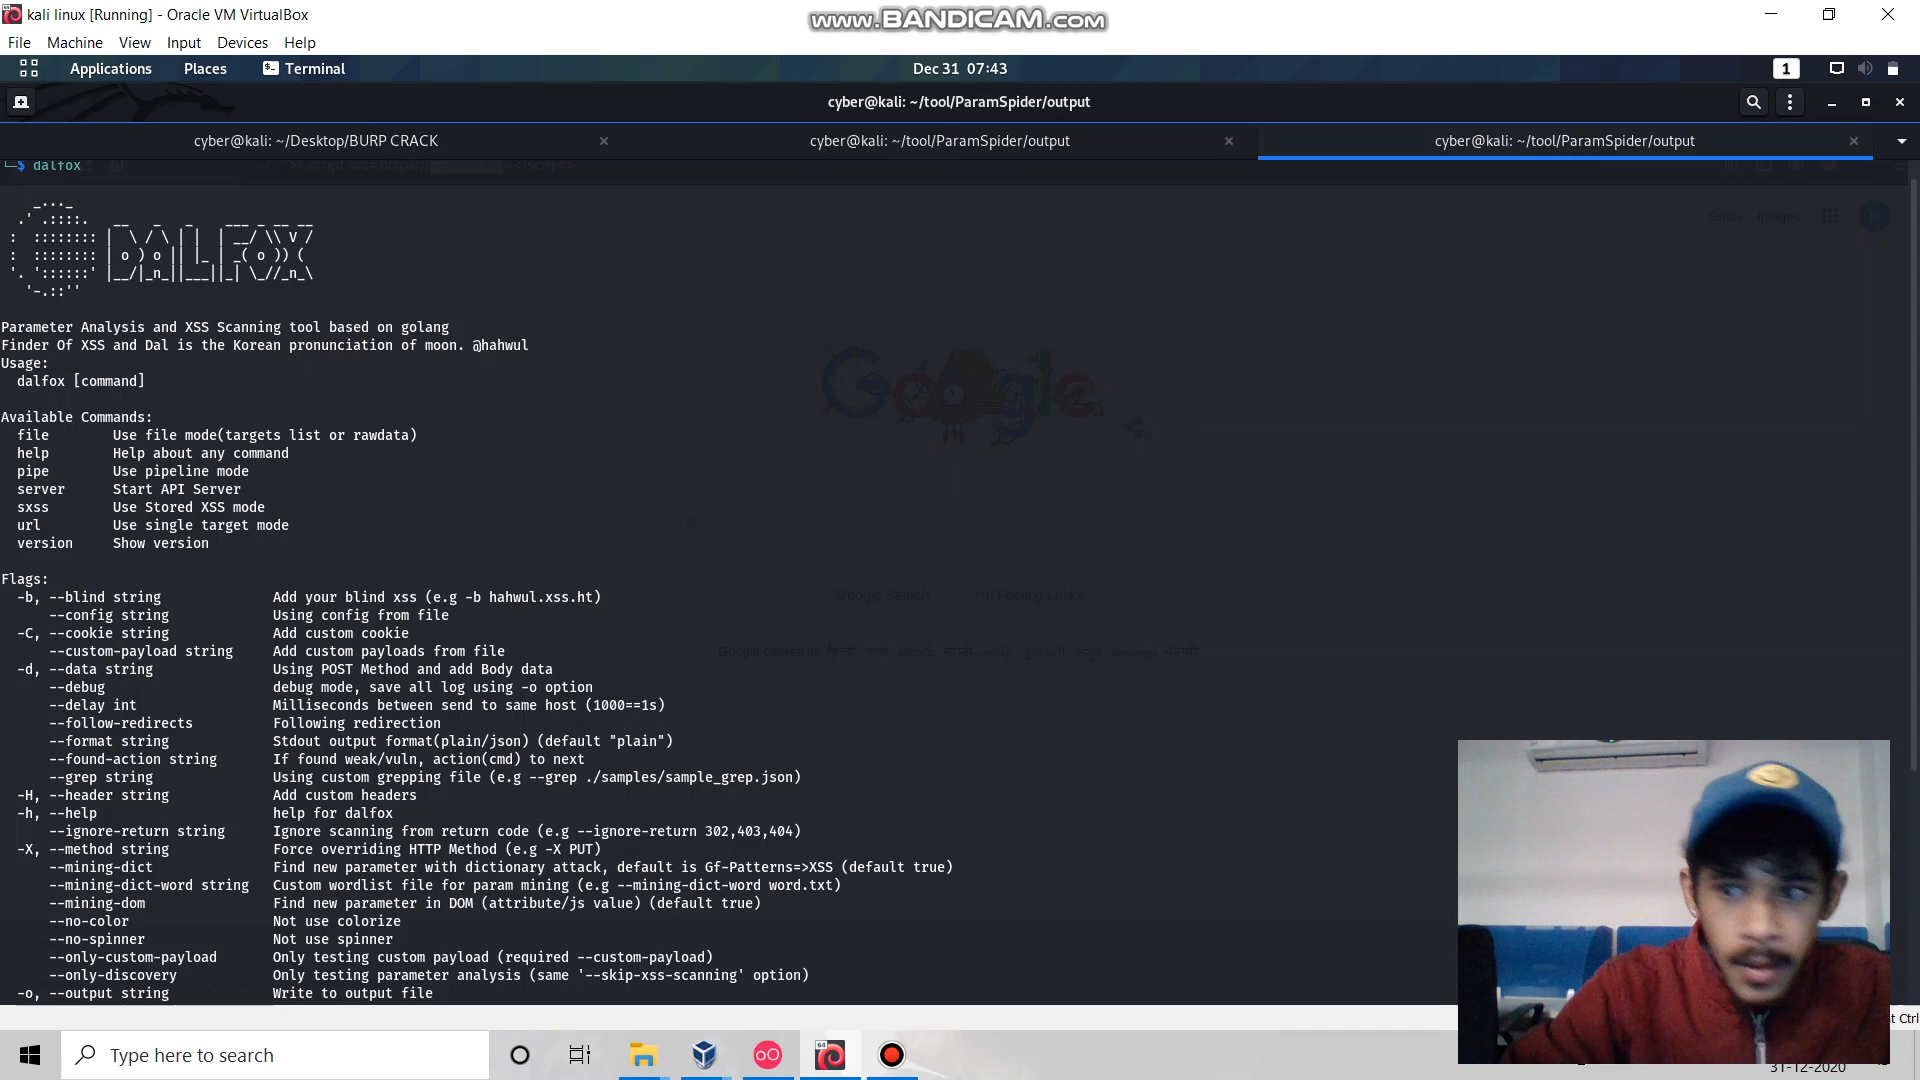 kali linux [Running] - Oracle VM VirtualBox
www.BANDICAM.com
File Machine View Input Devices Help
Applications Places Terminal
Dec 31 07:43
1
cyber@kali: ~/tool/ParamSpider/output
cyber@kali: ~/Desktop/BURP CRACK
cyber@kali: ~/tool/ParamSpider/output
cyber@kali: ~/tool/ParamSpider/output
└─$ dalfox
Parameter Analysis and XSS Scanning tool based on golang
Finder Of XSS and Dal is the Korean pronunciation of moon. @hahwul
Usage:
dalfox [command]
Available Commands:
file Use file mode(targets list or rawdata)
help Help about any command
pipe Use pipeline mode
server Start API Server
sxss Use Stored XSS mode
url Use single target mode
version Show version
Flags:
-b, --blind string Add your blind xss (e.g -b hahwul.xss.ht)
--config string Using config from file
-C, --cookie string Add custom cookie
--custom-payload string Add custom payloads from file
-d, --data string Using POST Method and add Body data
--debug debug mode, save all log using -o option
--delay int Milliseconds between send to same host (1000==1s)
--follow-redirects Following redirection
--format string Stdout output format(plain/json) (default "plain")
--found-action string If found weak/vuln, action(cmd) to next
--grep string Using custom grepping file (e.g --grep ./samples/sample_grep.json)
-H, --header string Add custom headers
-h, --help help for dalfox
--ignore-return string Ignore scanning from return code (e.g --ignore-return 302,403,404)
-X, --method string Force overriding HTTP Method (e.g -X PUT)
--mining-dict Find new parameter with dictionary attack, default is Gf-Patterns=>XSS (default true)
--mining-dict-word string Custom wordlist file for param mining (e.g --mining-dict-word word.txt)
--mining-dom Find new parameter in DOM (attribute/js value) (default true)
--no-color Not use colorize
--no-spinner Not use spinner
--only-custom-payload Only testing custom payload (required --custom-payload)
--only-discovery Only testing parameter analysis (same '--skip-xss-scanning' option)
-o, --output string Write to output file
Google
Gmail Images
Google Search I'm Feeling Lucky
Google offered in:
Ctrl
Type here to search
64
31-12-2020